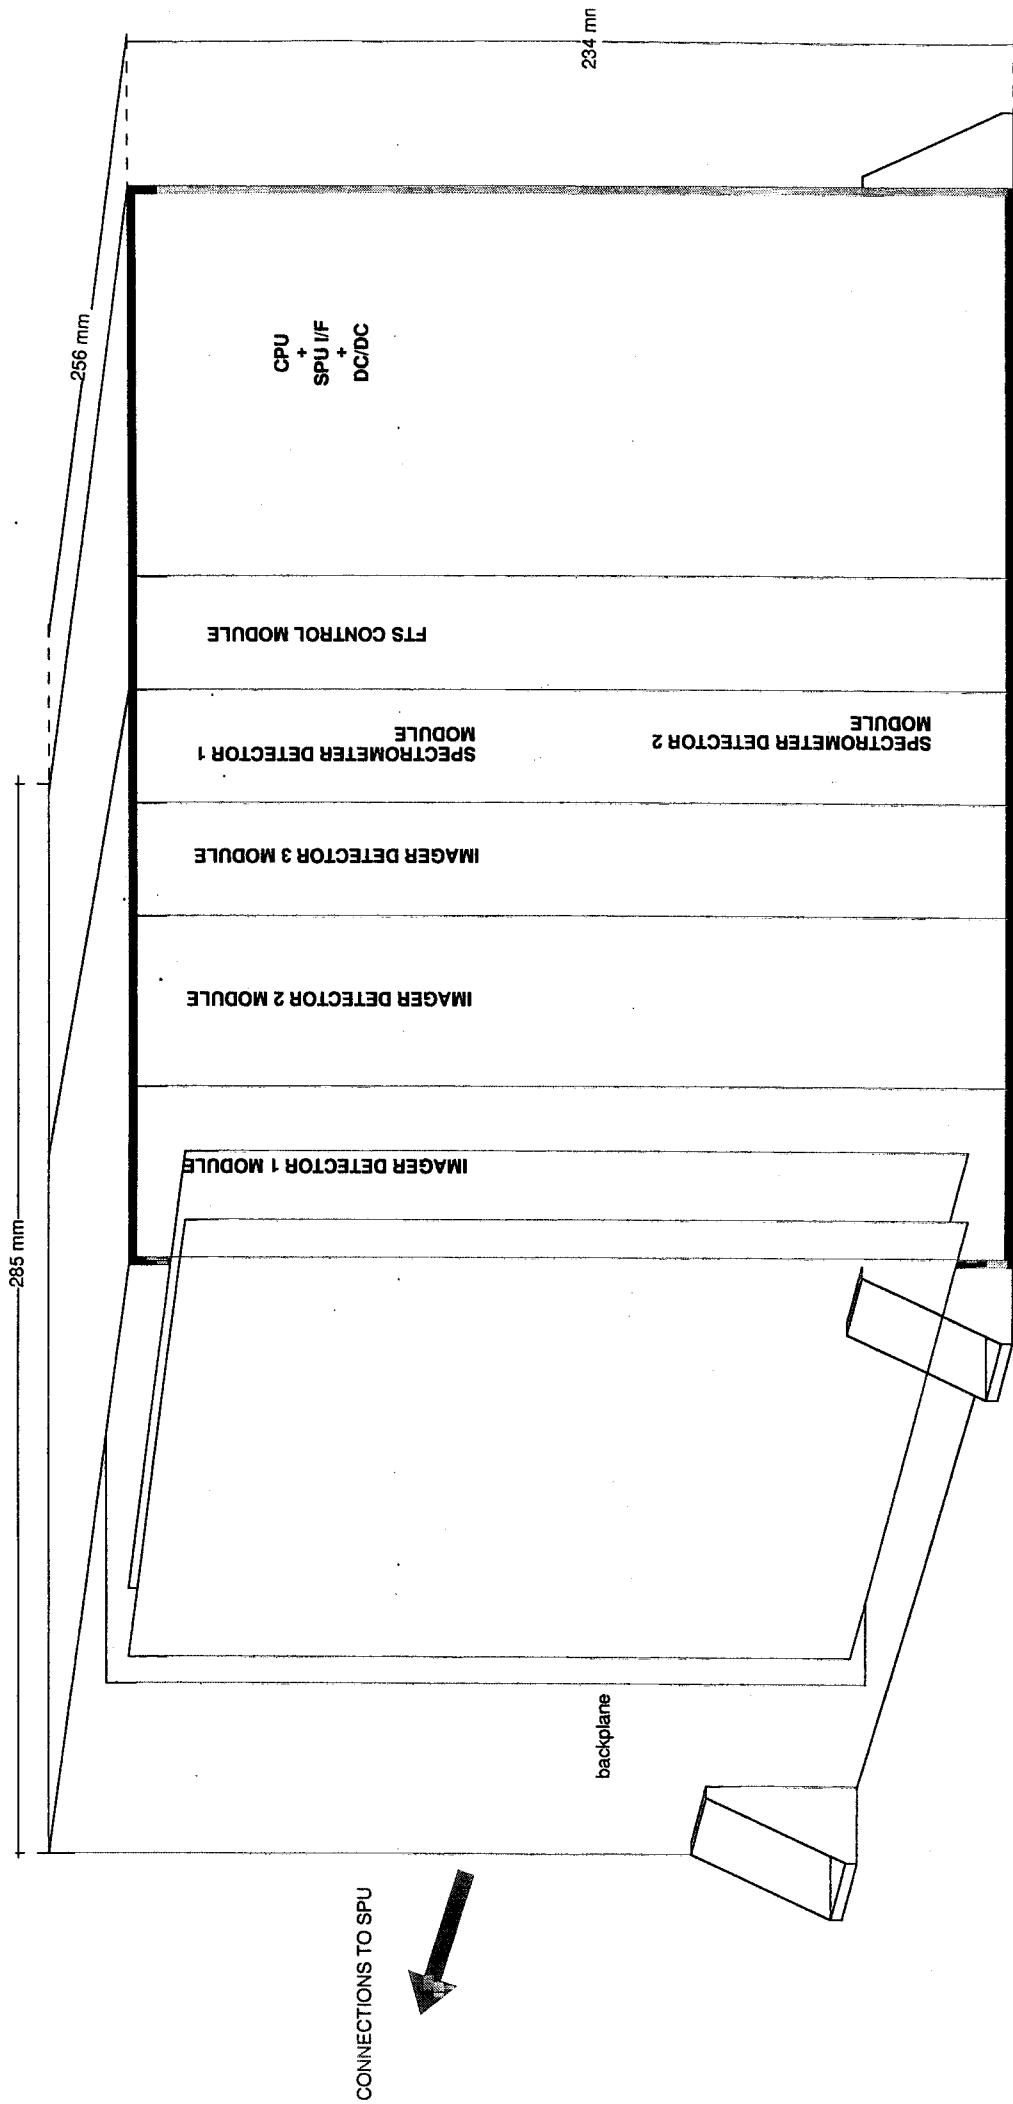 285 mm
256 mm
234 mm
CPU
+
SPU I/F
+
DC/DC
FTS CONTROL MODULE
SPECTROMETER DETECTOR 1
MODULE
SPECTROMETER DETECTOR 2
MODULE
IMAGER DETECTOR 3 MODULE
IMAGER DETECTOR 2 MODULE
IMAGER DETECTOR 1 MODULE
backplane
CONNECTIONS TO SPU